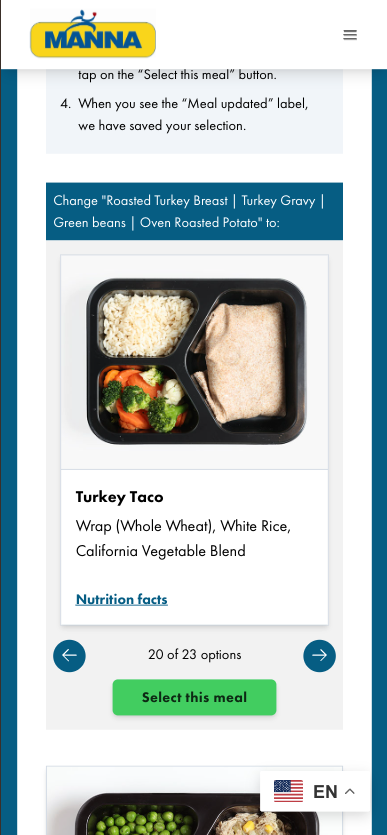 MANNA
tap on the “Select this meal” button.
4. When you see the “Meal updated” label,
we have saved your selection.
Change "Roasted Turkey Breast | Turkey Gravy |
Green beans | Oven Roasted Potato" to:
Turkey Taco
Wrap (Whole Wheat), White Rice,
California Vegetable Blend
Nutrition facts
20 of 23 options
Select this meal
EN